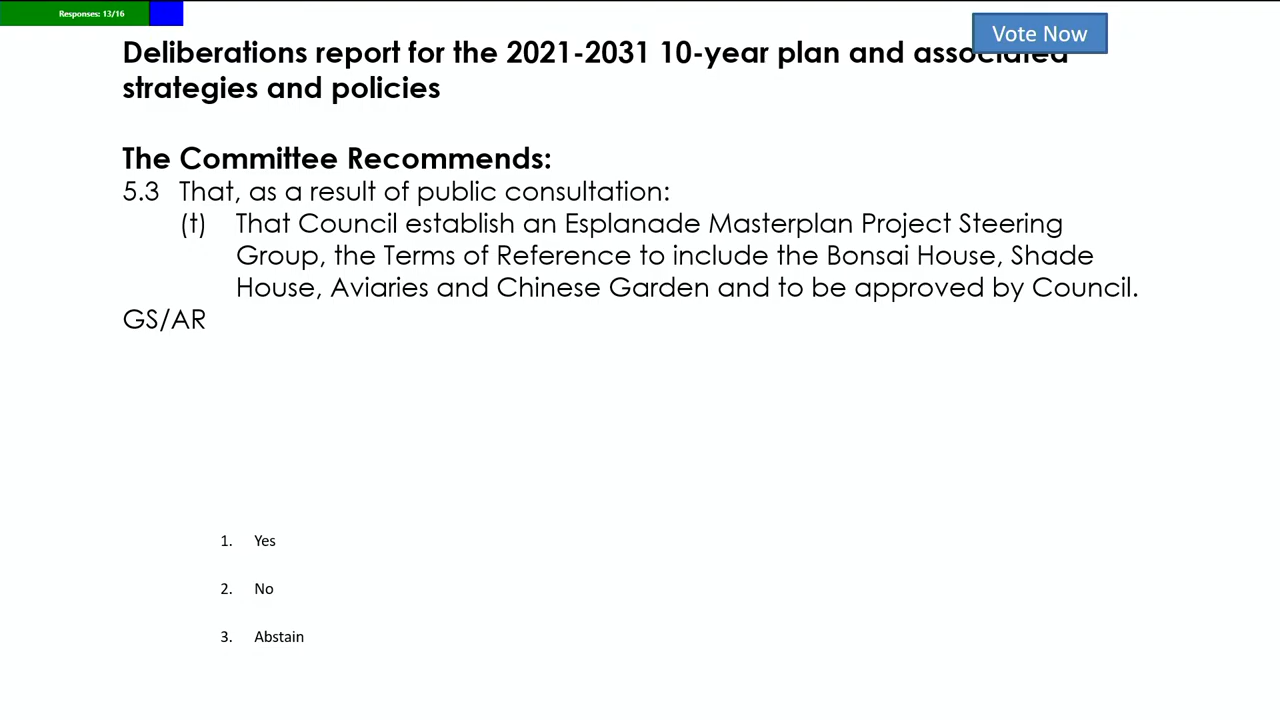 Responses: 13/16
Vote Now
Deliberations report for the 2021-2031 10-year plan and associated
strategies and policies
The Committee Recommends:
5.3 That, as a result of public consultation:
(t) That Council establish an Esplanade Masterplan Project Steering
Group, the Terms of Reference to include the Bonsai House, Shade
House, Aviaries and Chinese Garden and to be approved by Council.
GS/AR
1. Yes
2. No
3. Abstain